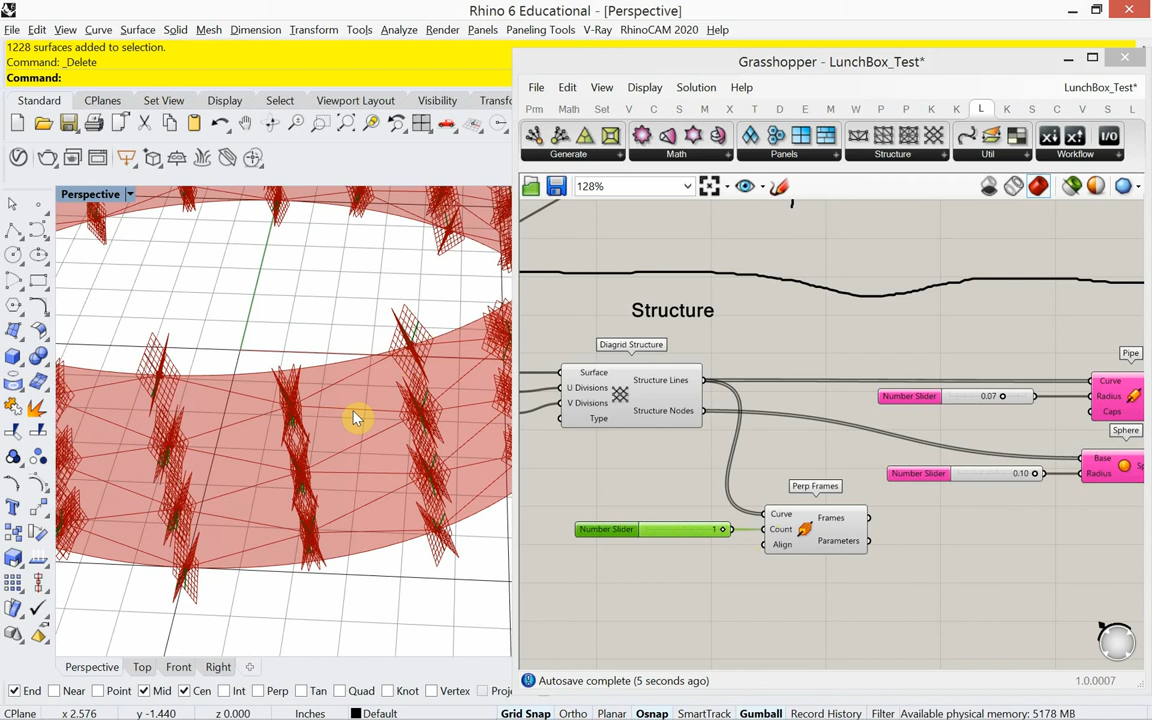 Rhino 6 Educational - [Perspective]
File Edit View Curve Surface Solid Mesh Dimension Transform Tools Analyze Render Panels Paneling Tools V-Ray RhinoCAM 2020 Help
1228 surfaces added to selection.
Command: _Delete
Command:
Standard CPlanes Set View Display Select Viewport Layout Visibility Transfo
Perspective
Grasshopper - LunchBox_Test*
File Edit View Display Solution Help LunchBox_Test*
Prm Math Set V C S M X T D A M W P K K L K S C V S L
Generate Math Panels Structure Util Workflow
I/O
128%
Structure
Diagrid Structure
Surface
U Divisions
V Divisions
Type
Structure Lines
Structure Nodes
Number Slider 0.07
Pipe
Curve
Radius
Caps
Sphere
Base
Radius
Number Slider 0.10
Perp Frames
Curve
Count
Align
Frames
Parameters
Number Slider 1
Perspective Top Front Right
Autosave complete (5 seconds ago) 1.0.0007
End Near Point Mid Cen Int Perp Tan Quad Knot Vertex Proje
CPlane x 2.576 y -1.440 z 0.000 Inches Default Grid Snap Ortho Planar Osnap SmartTrack Gumball Record History Filter Available physical memory: 5178 MB